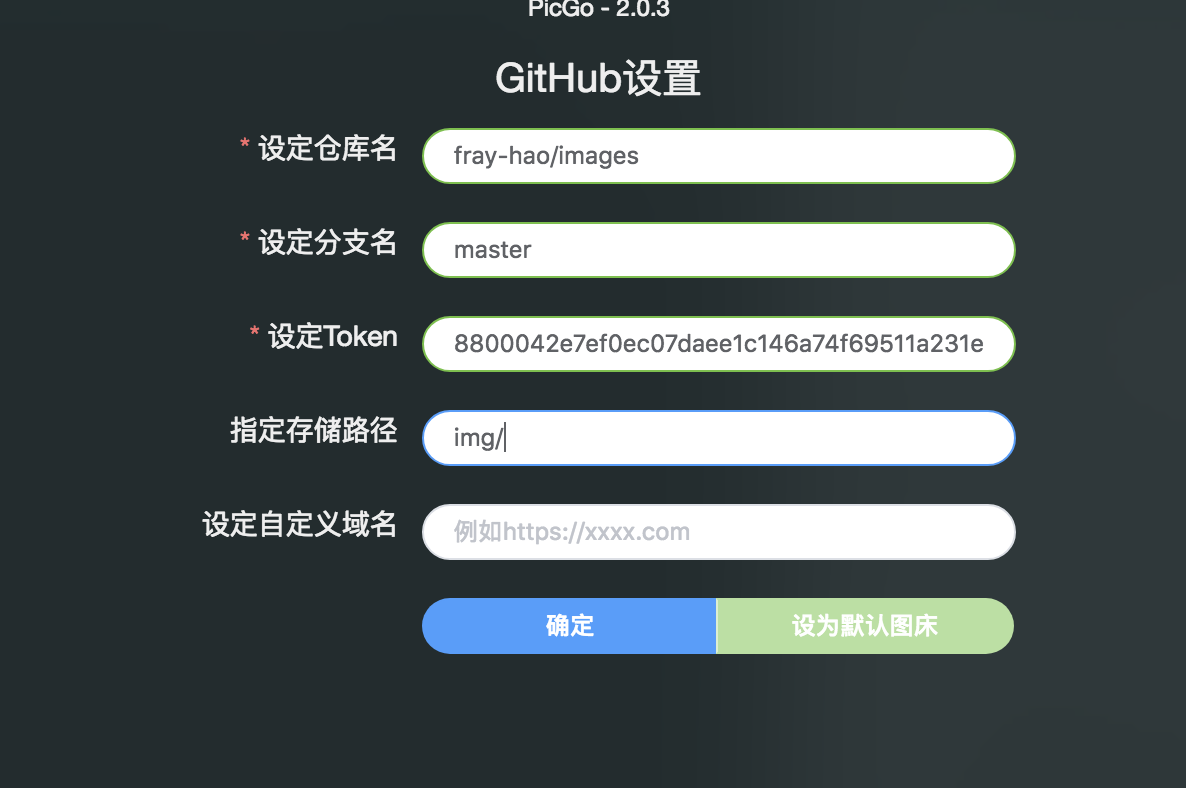 PicGo - 2.0.3
GitHub设置
* 设定仓库名 fray-hao/images
* 设定分支名 master
* 设定Token 8800042e7ef0ec07daee1c146a74f69511a231e
指定存储路径 img/
设定自定义域名 例如https://xxxx.com
确定 设为默认图床